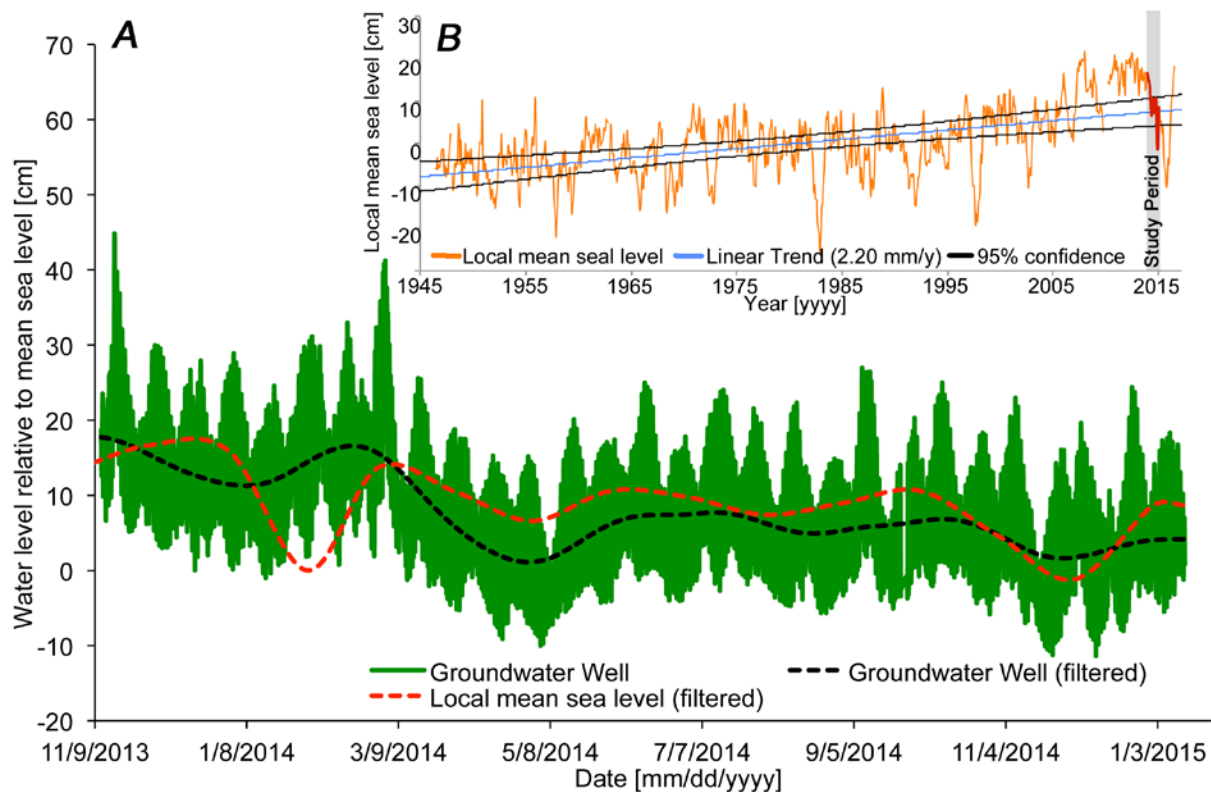 A
Water level relative to mean sea level [cm]
70
60
50
40
30
20
10
0
-10
-20
11/9/2013 1/8/2014 3/9/2014 5/8/2014 7/7/2014 9/5/2014 11/4/2014 1/3/2015
Date [mm/dd/yyyy]
Groundwater Well
Groundwater Well (filtered)
Local mean sea level (filtered)
B
Local mean sea level [cm]
30
20
10
0
-10
-20
Study Period
Local mean seal level Linear Trend (2.20 mm/y) 95% confidence
1945 1955 1965 1975 1985 1995 2005 2015
Year [yyyy]